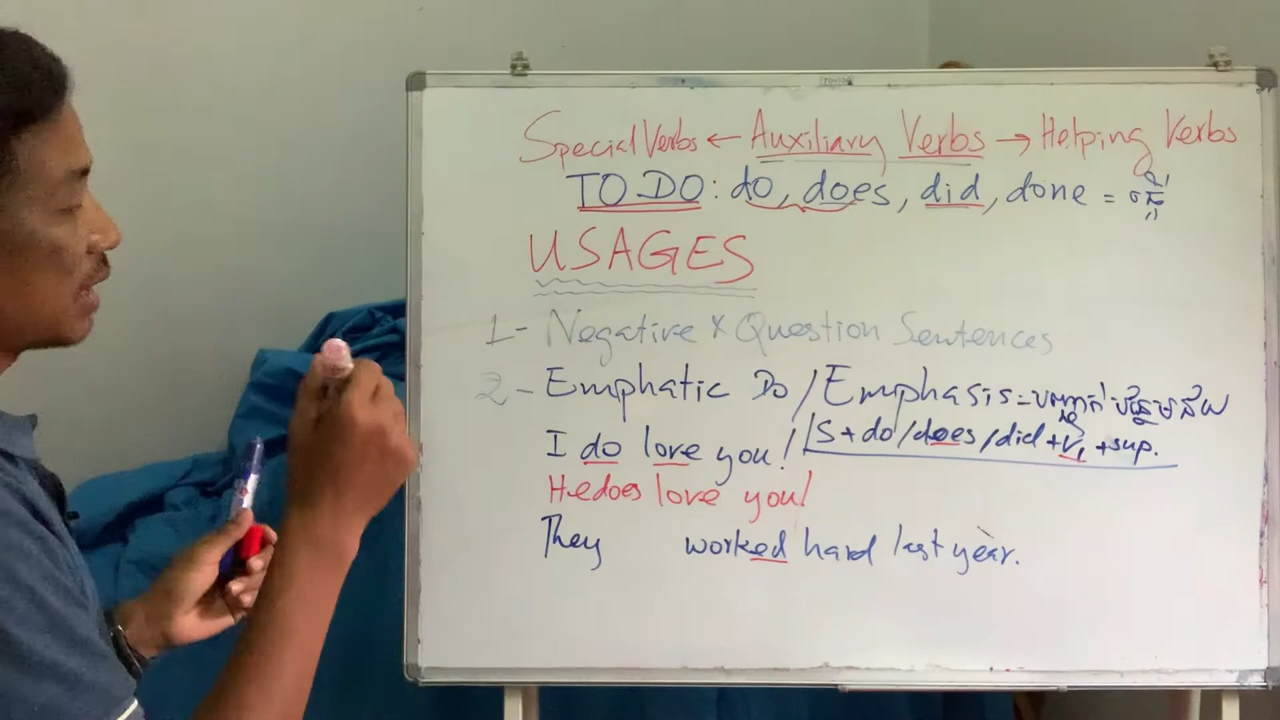 Special Verbs ← Auxiliary Verbs → Helping Verbs
TO DO: do, does, did, done =
USAGES
1- Negative x Question Sentences
2- Emphatic Do / Emphasis =
I do love you! S + do/does/did + V1 + sup.
He does love you!
They worked hard last year.